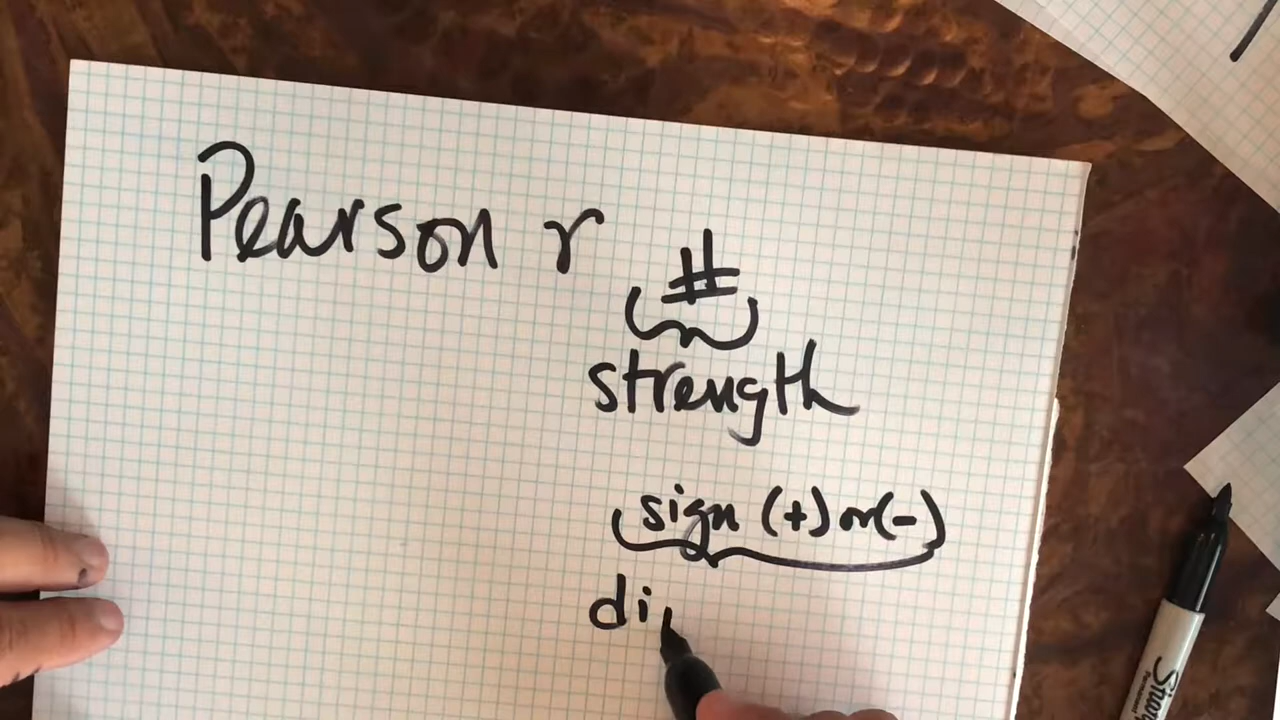 Pearson r
#
strength
sign (+) or (-)
di